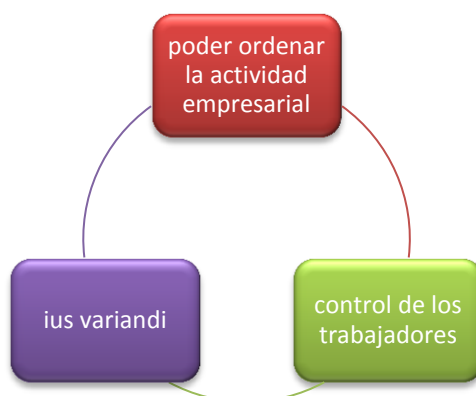 poder ordenar
la actividad
empresarial
ius variandi
control de los
trabajadores